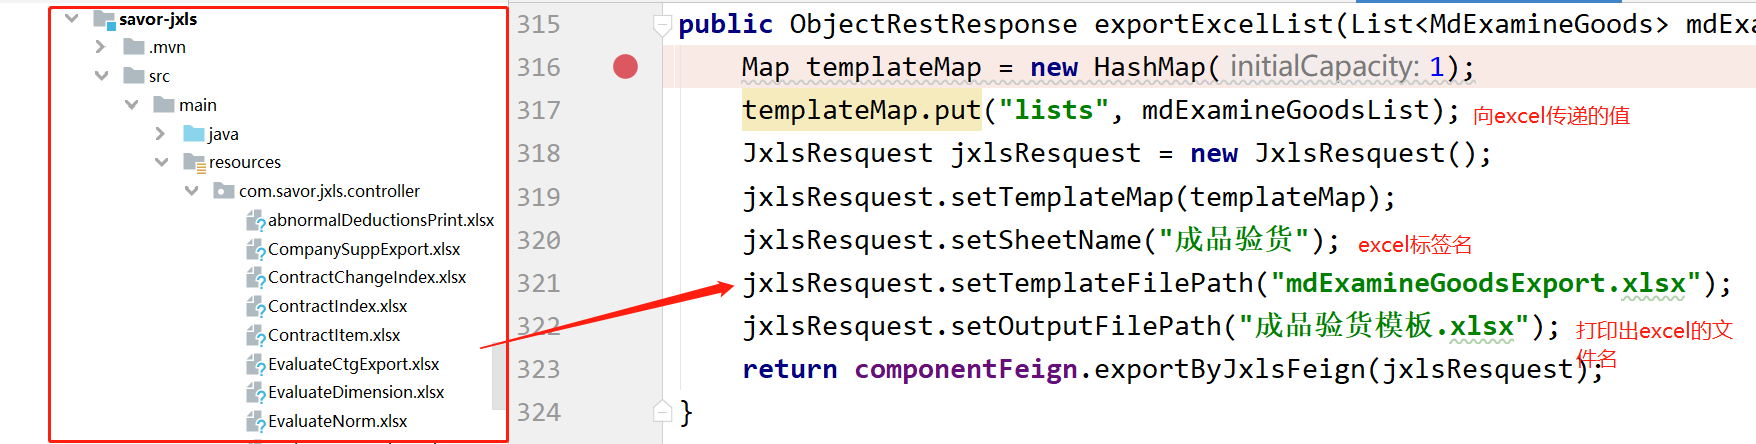 savor-jxls
.mvn
src
main
java
resources
com.savor.jxls.controller
abnormalDeductionsPrint.xlsx
CompanySuppExport.xlsx
ContractChangeIndex.xlsx
ContractIndex.xlsx
ContractItem.xlsx
EvaluateCtgExport.xlsx
EvaluateDimension.xlsx
EvaluateNorm.xlsx
315 public ObjectRestResponse exportExcelList(List<MdExamineGoods> mdExa
316 Map templateMap = new HashMap( initialCapacity: 1);
317 templateMap.put("lists", mdExamineGoodsList); 向excel传递的值
318 JxlsResquest jxlsResquest = new JxlsResquest();
319 jxlsResquest.setTemplateMap(templateMap);
320 jxlsResquest.setSheetName("成品验货"); excel标签名
321 jxlsResquest.setTemplateFilePath("mdExamineGoodsExport.xlsx");
322 jxlsResquest.setOutputFilePath("成品验货模板.xlsx"); 打印出excel的文
件名
323 return componentFeign.exportByJxlsFeign(jxlsResquest);
324 }